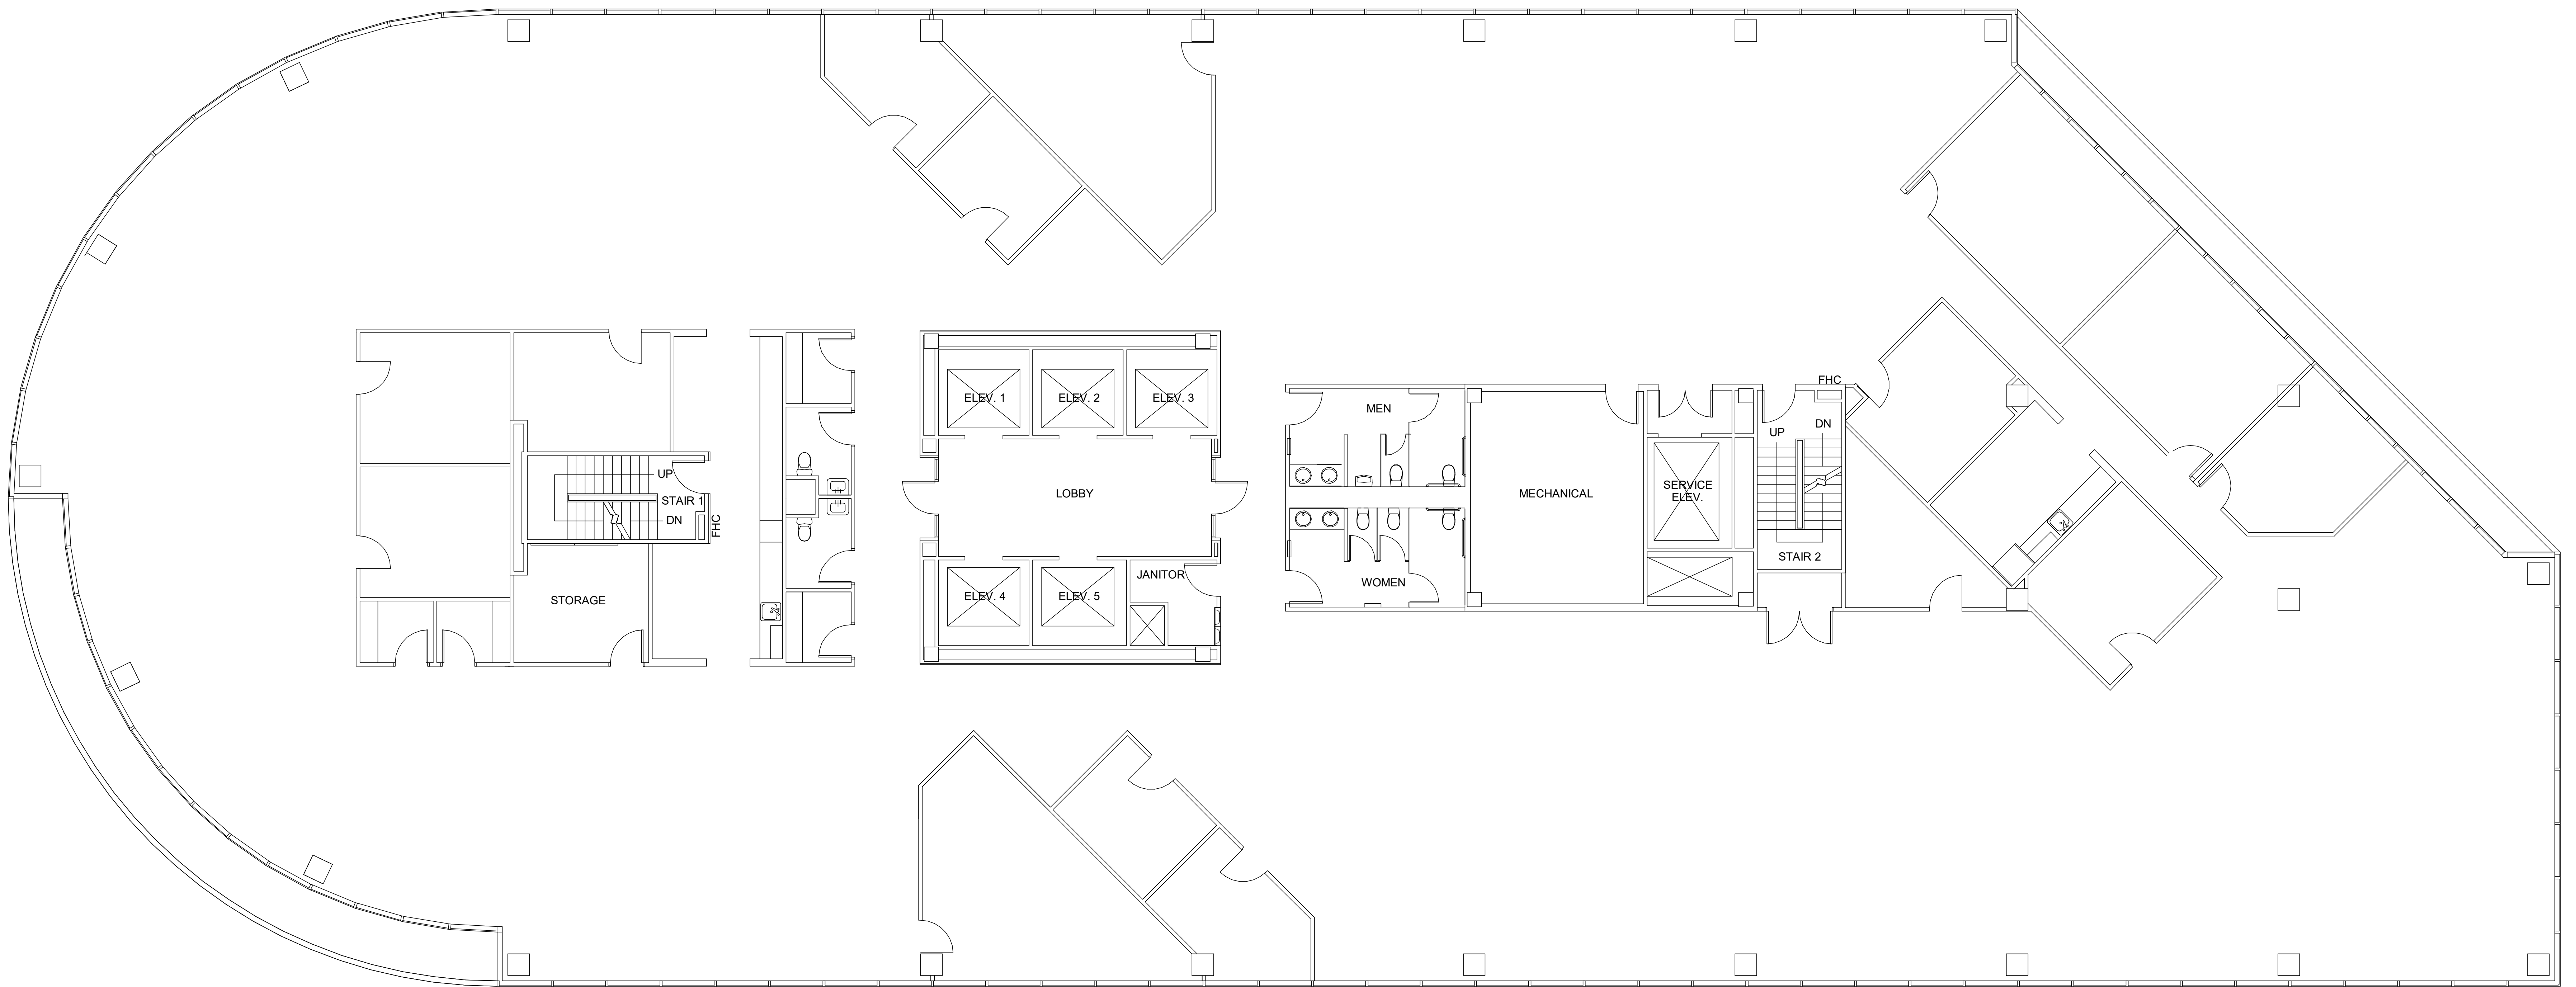 ELEV. 1
ELEV. 2
ELEV. 3
FHC
MEN
DN
UP
UP
STAIR 1
DN
FHC
LOBBY
MECHANICAL
SERVICE
ELEV.
STAIR 2
JANITOR
WOMEN
STORAGE
ELEV. 4
ELEV. 5